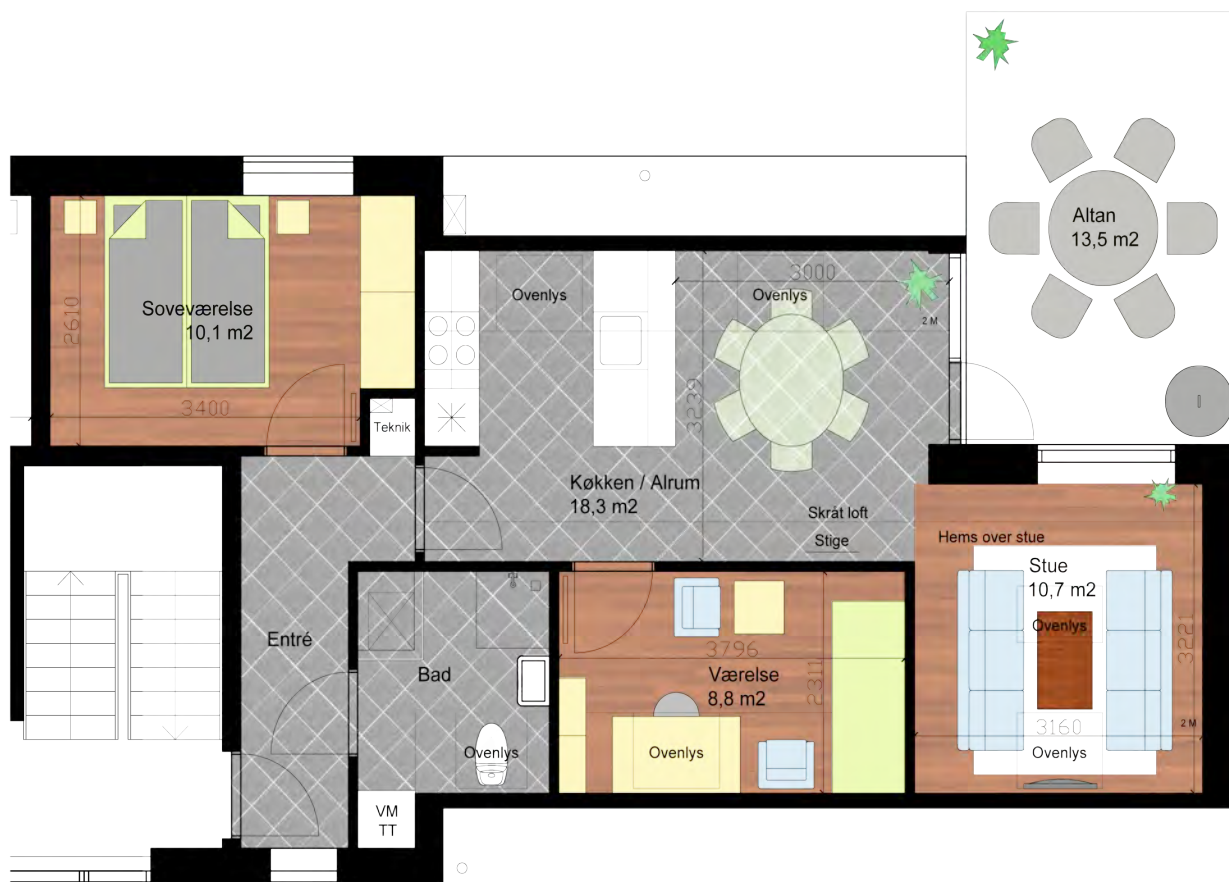 Altan
13,5 m2
Soveværelse
10,1 m2
2610
3400
Teknik
Ovenlys
3000
Ovenlys
2 M
3239
Køkken / Alrum
18,3 m2
Skråt loft
Stige
Hems over stue
Stue
10,7 m2
Ovenlys
3221
2 M
3160
Ovenlys
Entré
Bad
Ovenlys
VM
TT
3796
2311
Værelse
8,8 m2
Ovenlys